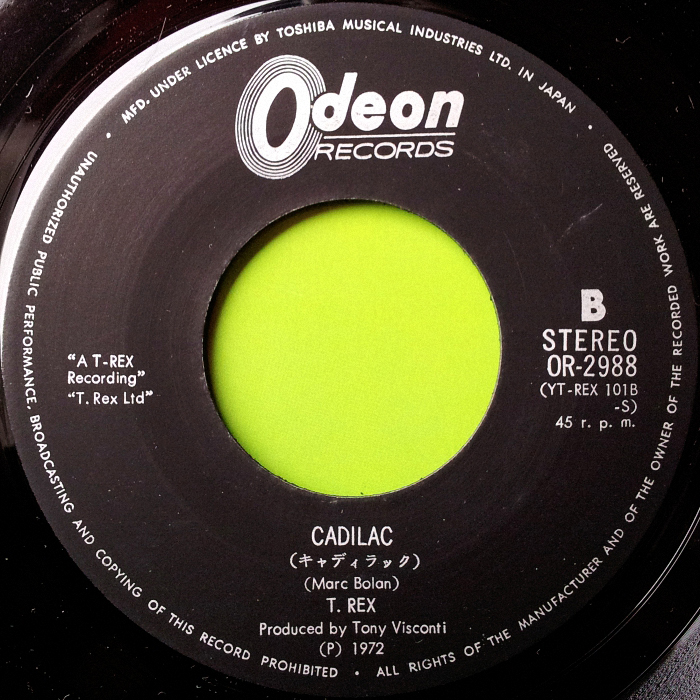 • MFD. UNDER LICENCE BY TOSHIBA MUSICAL INDUSTRIES LTD. IN JAPAN •
Odeon
RECORDS
B
STEREO
OR-2988
(YT-REX 101B
-S)
45 r. p. m.
"A T-REX
Recording"
"T. Rex Ltd"
CADILAC
(キャディラック)
(Marc Bolan)
T. REX
Produced by Tony Visconti
(P) 1972
UNAUTHORIZED PUBLIC PERFORMANCE, BROADCASTING AND COPYING OF THIS RECORD PROHIBITED • ALL RIGHTS OF THE MANUFACTURER AND OF THE OWNER OF THE RECORDED WORK ARE RESERVED